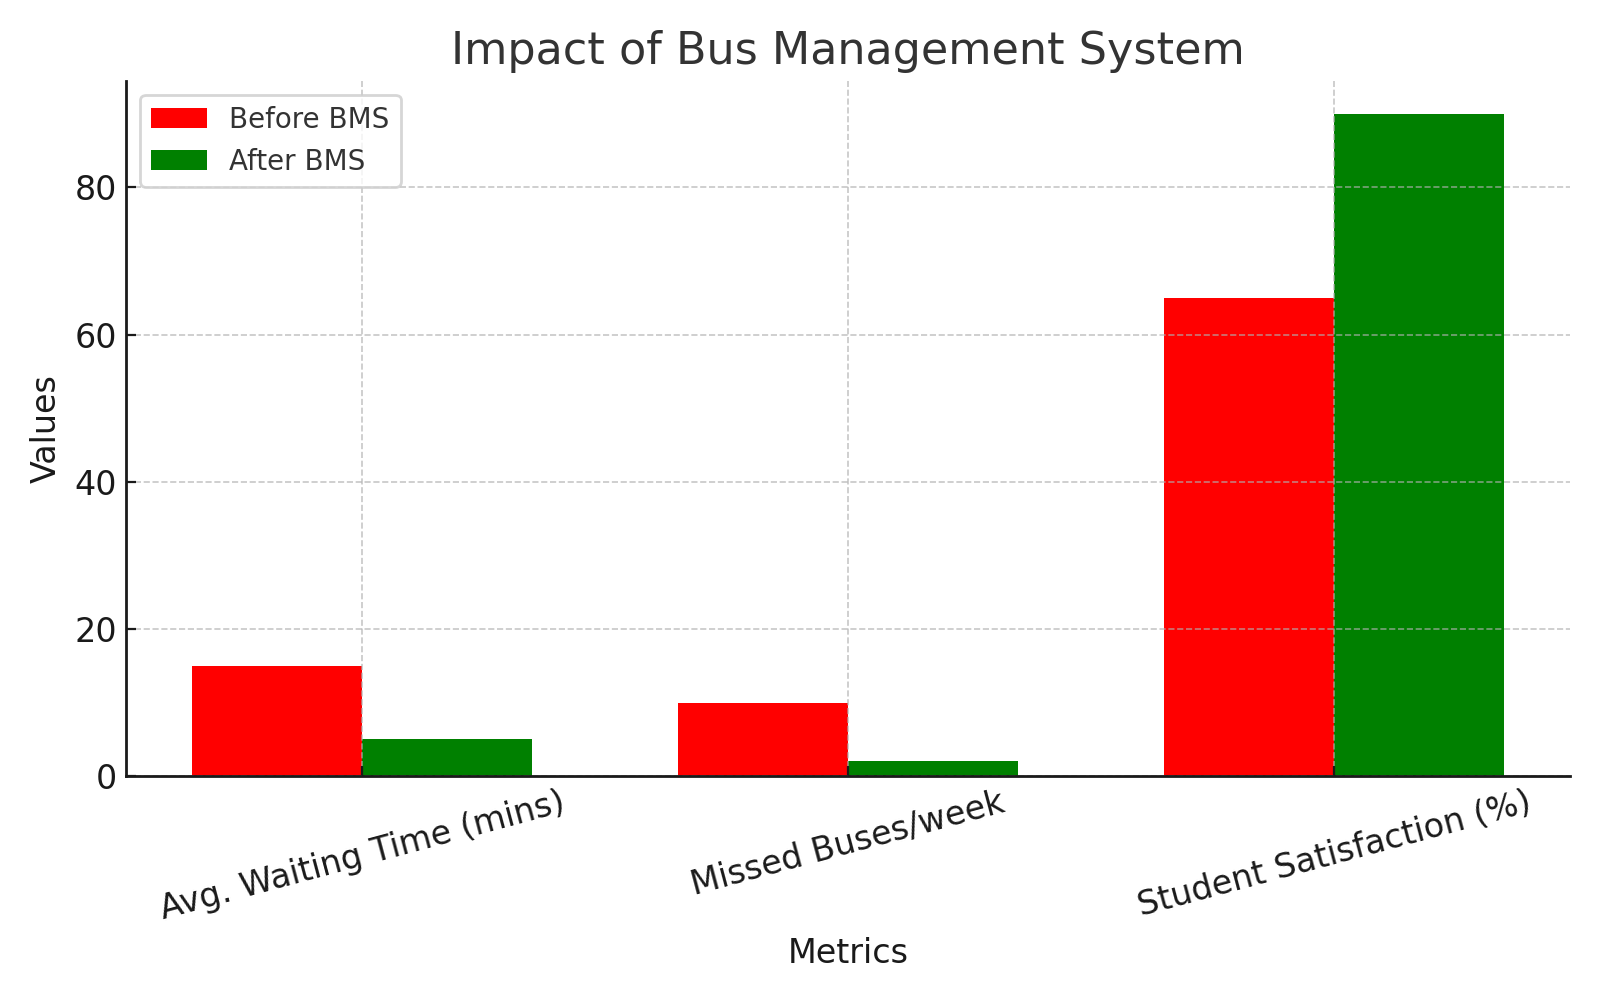 Impact of Bus Management System
Before BMS
After BMS
80
60
40
20
0
Values
Avg. Waiting Time (mins)
Missed Buses/week
Student Satisfaction (%)
Metrics